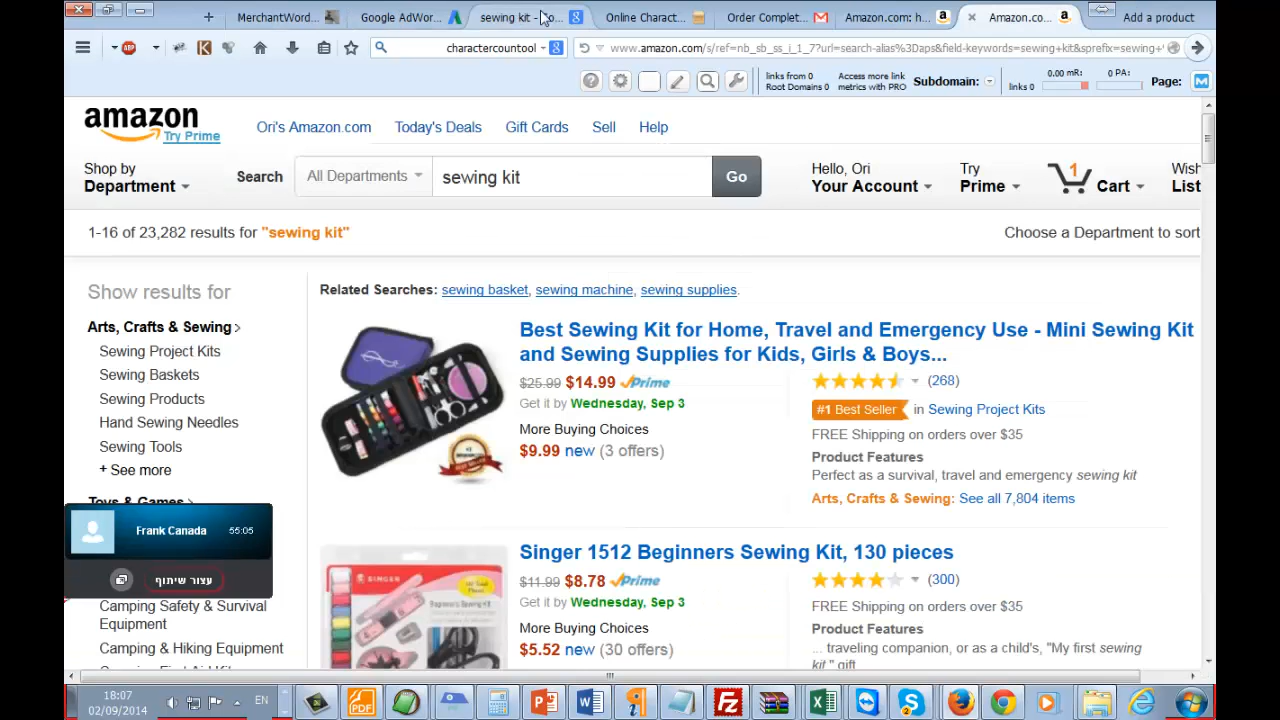 MerchantWord...
Google AdWor...
sewing kit -
Online Charact...
Order Complet...
Amazon.com: h...
Amazon.co...
Add a product
ABP
K
charactercountool
www.amazon.com/s/ref=nb_sb_ss_i_1_7?url=search-alias%3Daps&field-keywords=sewing+kit&sprefix=sewing+
links from 0
Root Domains 0
Access more link
metrics with PRO
Subdomain:
links 0
0.00 mR:
0 PA:
Page:
amazon
Try Prime
Ori's Amazon.com
Today's Deals
Gift Cards
Sell
Help
Shop by
Department
Search
All Departments
sewing kit
Go
Hello, Ori
Your Account
Try
Prime
1
Cart
Wish
List
1-16 of 23,282 results for "sewing kit"
Choose a Department to sort
Show results for
Arts, Crafts & Sewing
Sewing Project Kits
Sewing Baskets
Sewing Products
Hand Sewing Needles
Sewing Tools
+ See more
Toys & Games
Frank Canada 55:05
עצור שיתוף
Camping Safety & Survival
Equipment
Camping & Hiking Equipment
Camping First Aid Kit
Related Searches: sewing basket, sewing machine, sewing supplies.
Best Sewing Kit for Home, Travel and Emergency Use - Mini Sewing Kit
and Sewing Supplies for Kids, Girls & Boys...
$25.99 $14.99 Prime
Get it by Wednesday, Sep 3
More Buying Choices
$9.99 new (3 offers)
(268)
#1 Best Seller in Sewing Project Kits
FREE Shipping on orders over $35
Product Features
Perfect as a survival, travel and emergency sewing kit
Arts, Crafts & Sewing: See all 7,804 items
SINGER
Singer 1512 Beginners Sewing Kit, 130 pieces
$11.99 $8.78 Prime
Get it by Wednesday, Sep 3
More Buying Choices
$5.52 new (30 offers)
(300)
FREE Shipping on orders over $35
Product Features
... traveling companion, or as a child's, "My first sewing
kit " gift
18:07
02/09/2014
EN
PDF